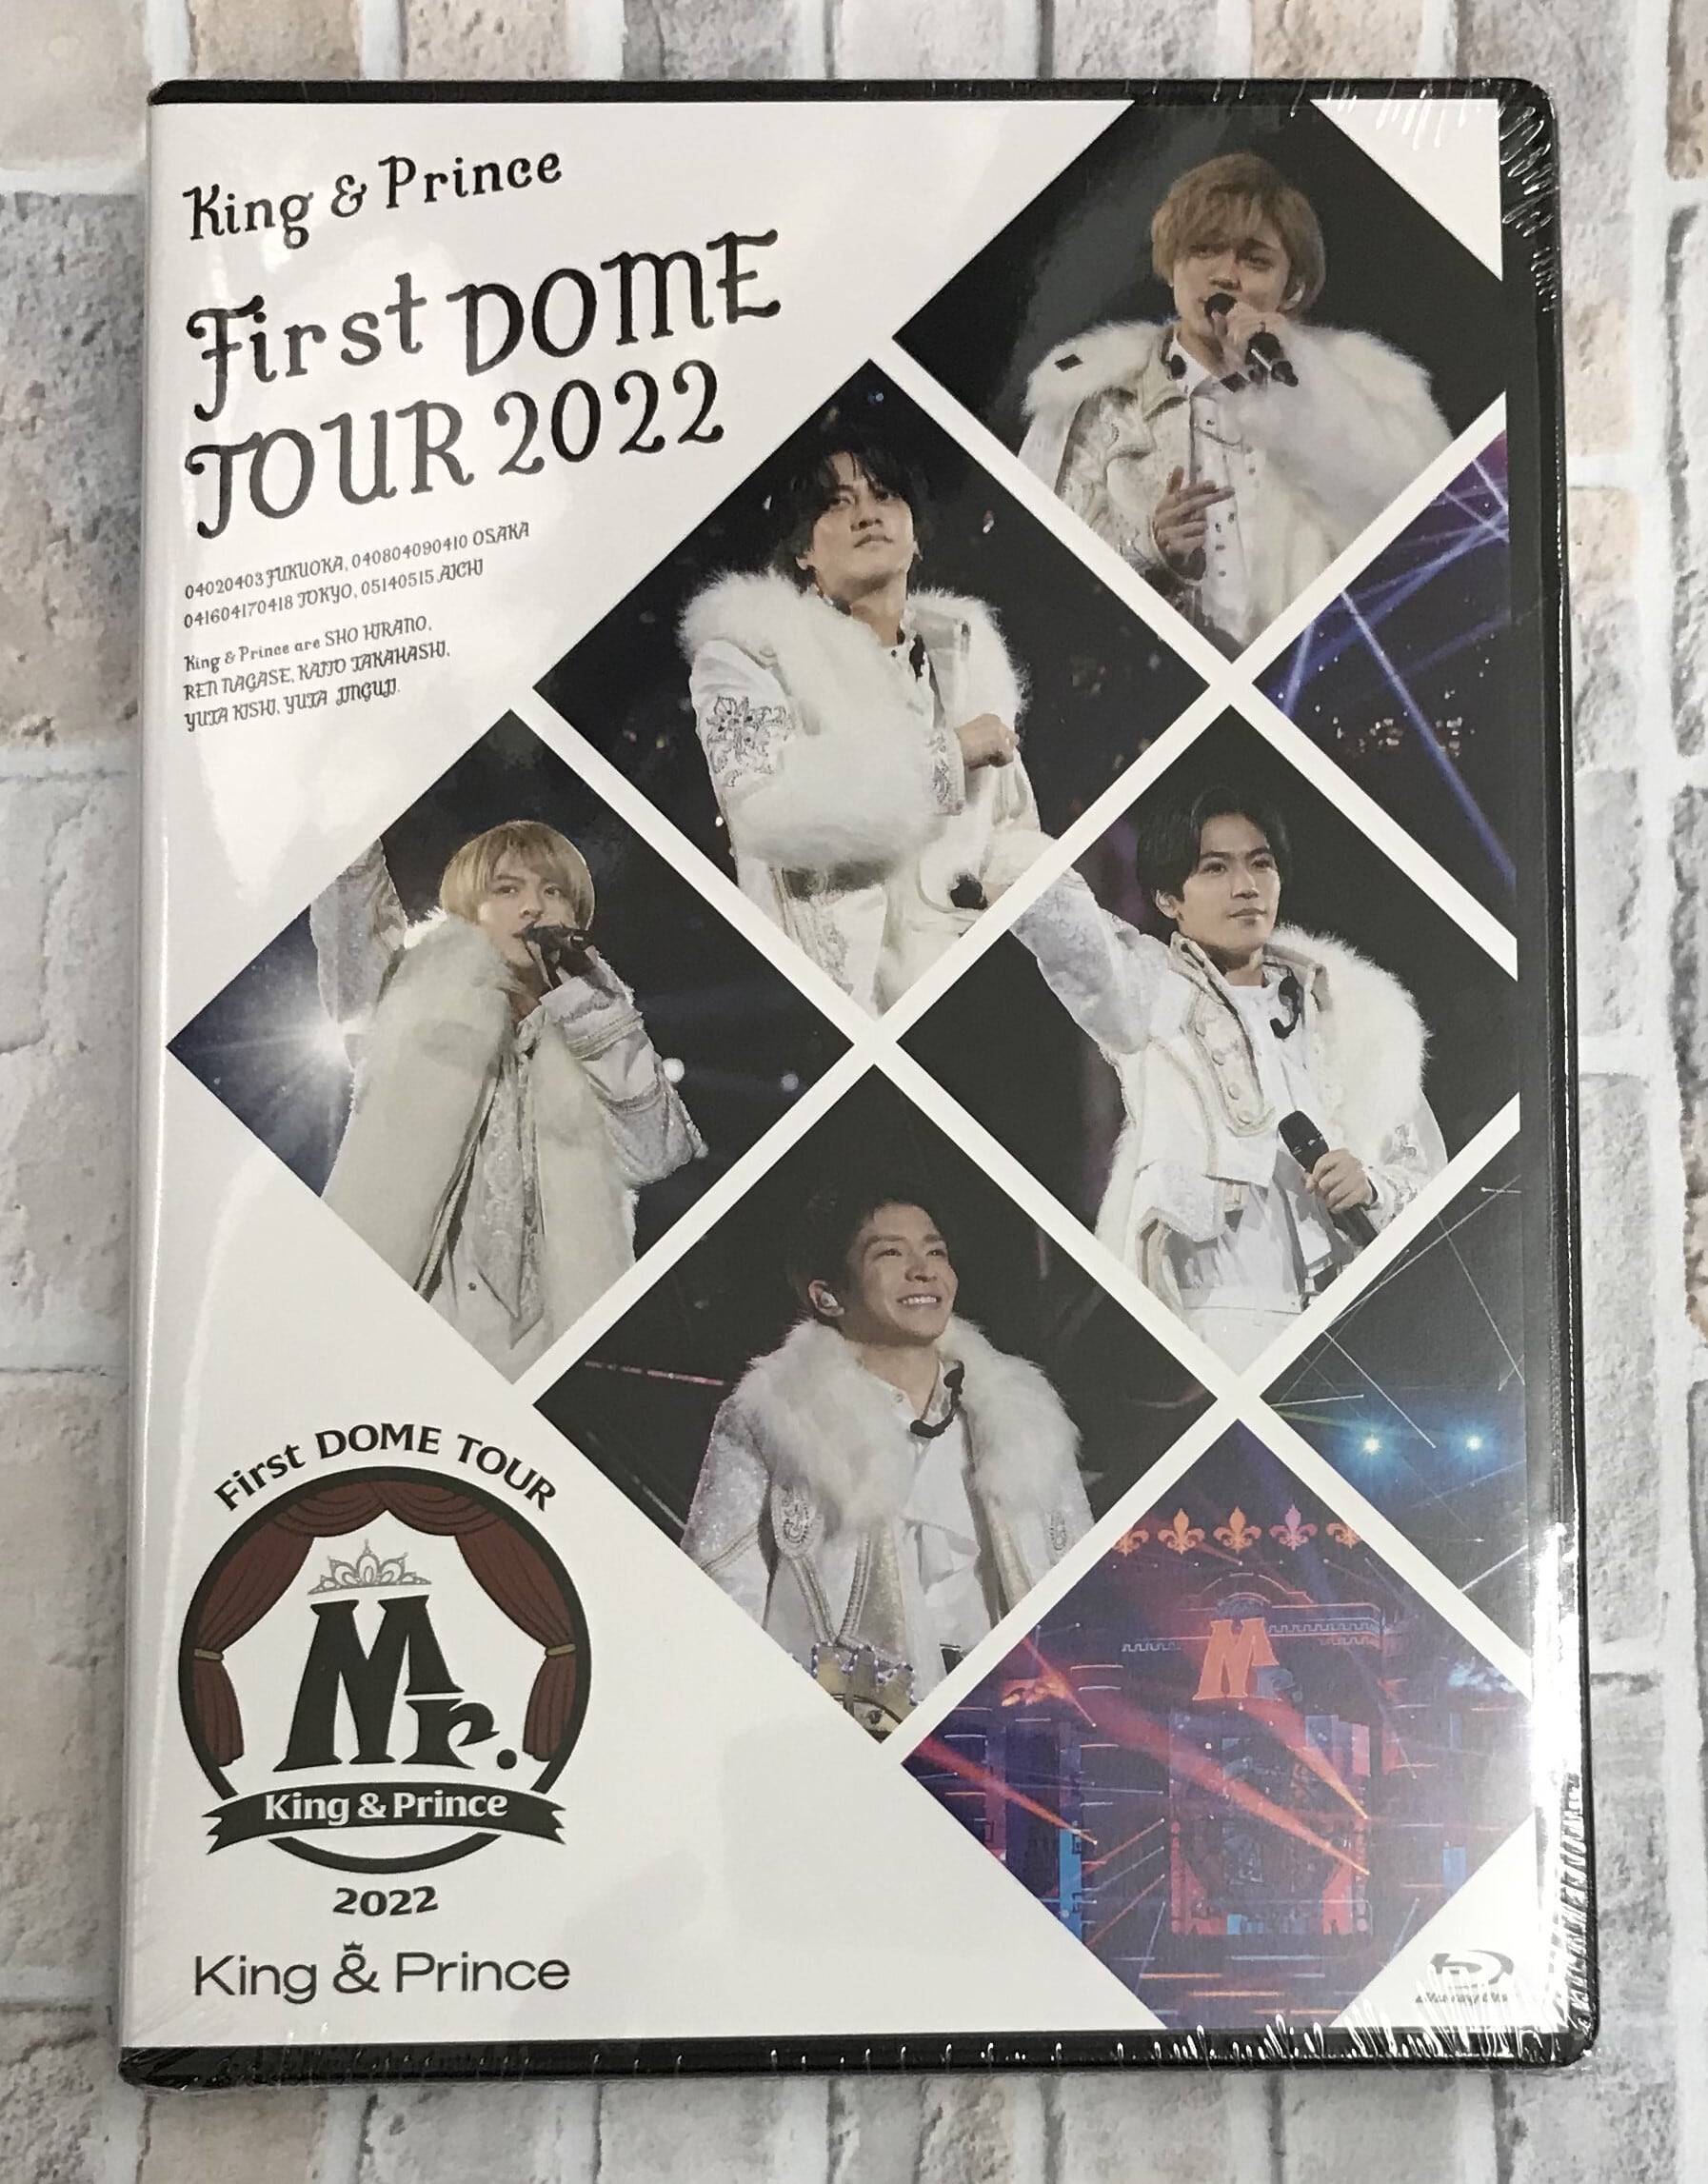 King & Prince
First DOME
TOUR 2022
04020403 FUKUOKA, 040804090410 OSAKA
041604170418 TOKYO, 05140515 AICHI
King & Prince are SHO HIRANO,
REN NAGASE, KAITO TAKAHASHI,
YUTA KISHI, YUTA JINGUJI.
First DOME TOUR
Mr.
King & Prince
2022
King & Prince
Mr.